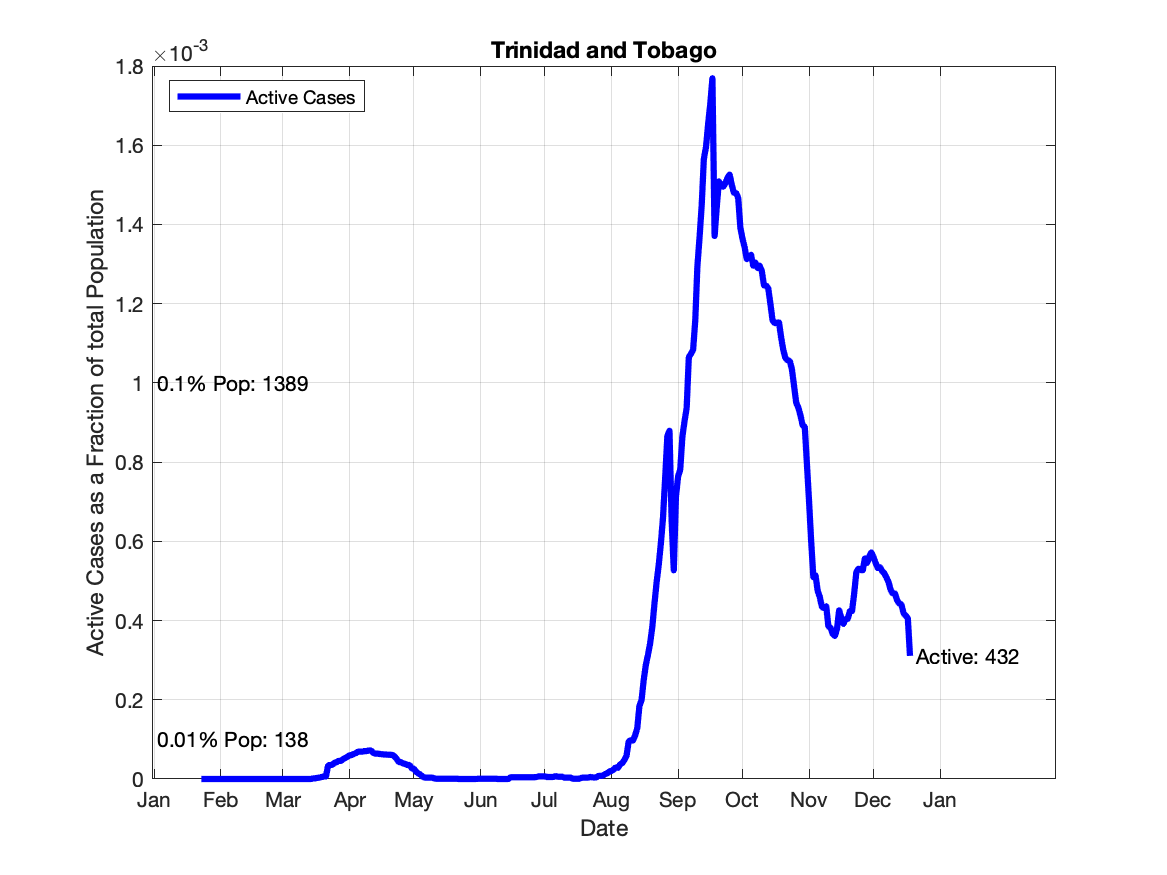 Trinidad and Tobago
×10-3
Active Cases
1.8
1.6
1.4
1.2
1
0.8
0.6
0.4
0.2
0
Active Cases as a Fraction of total Population
0.1% Pop: 1389
0.01% Pop: 138
Active: 432
Jan Feb Mar Apr May Jun Jul Aug Sep Oct Nov Dec Jan
Date